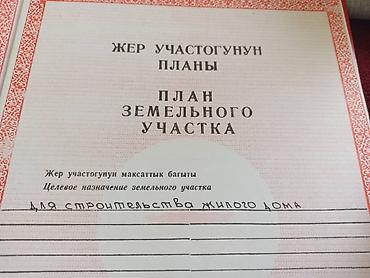 ЖЕР УЧАСТОГУНУН
ПЛАНЫ
ПЛАН
ЗЕМЕЛЬНОГО
УЧАСТКА
Жер участогунун максаттык багыты
Целевое назначение земельного участка
для строительства жилого дома